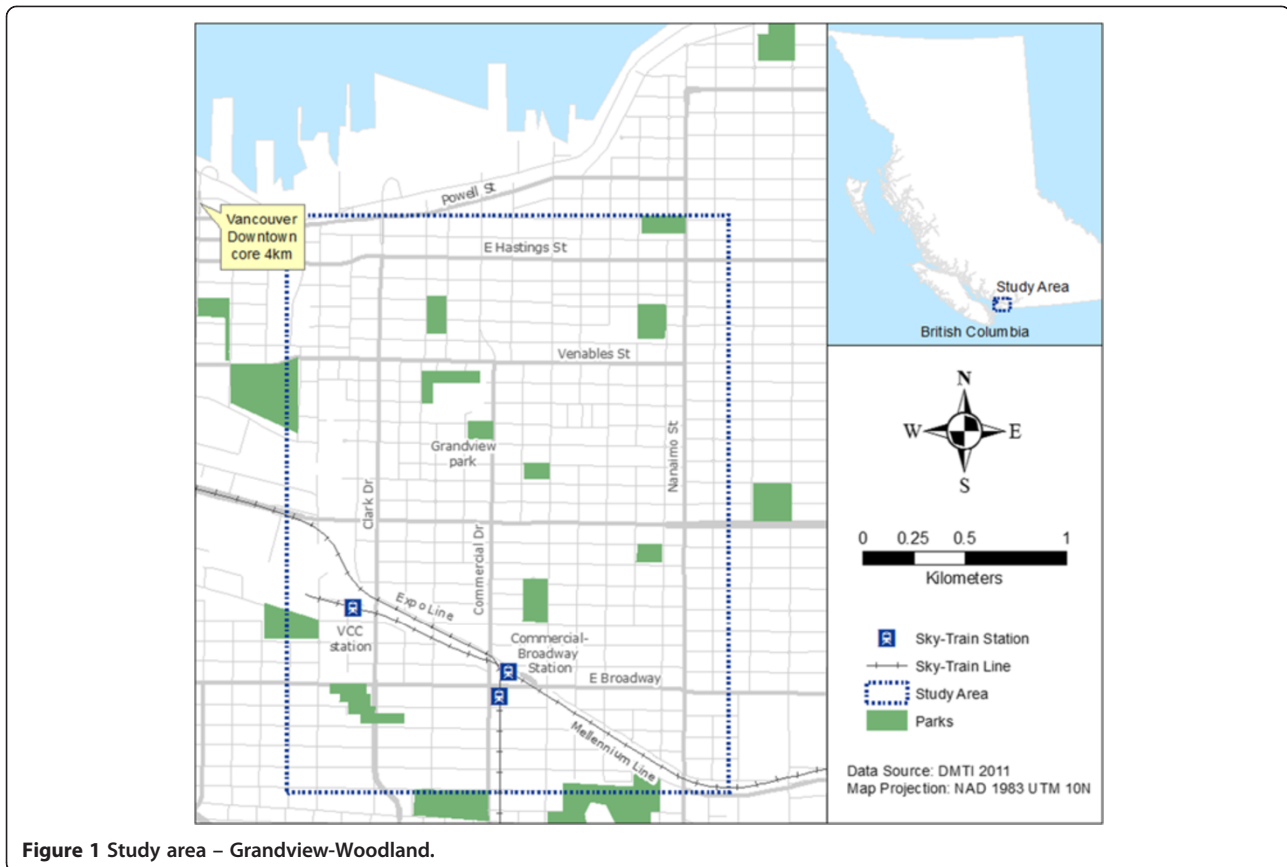 Powell St
Vancouver
Downtown
core 4km
E Hastings St
Venables St
Grandview
park
Nanaimo St
Clark Dr
Commercial Dr
Expo Line
VCC
station
Commercial-
Broadway
Station
E Broadway
Mellennium Line
Study Area
British Columbia
N
W
E
S
0 0.25 0.5 1
Kilometers
Sky-Train Station
Sky-Train Line
Study Area
Parks
Data Source: DMTI 2011
Map Projection: NAD 1983 UTM 10N
Figure 1 Study area – Grandview-Woodland.